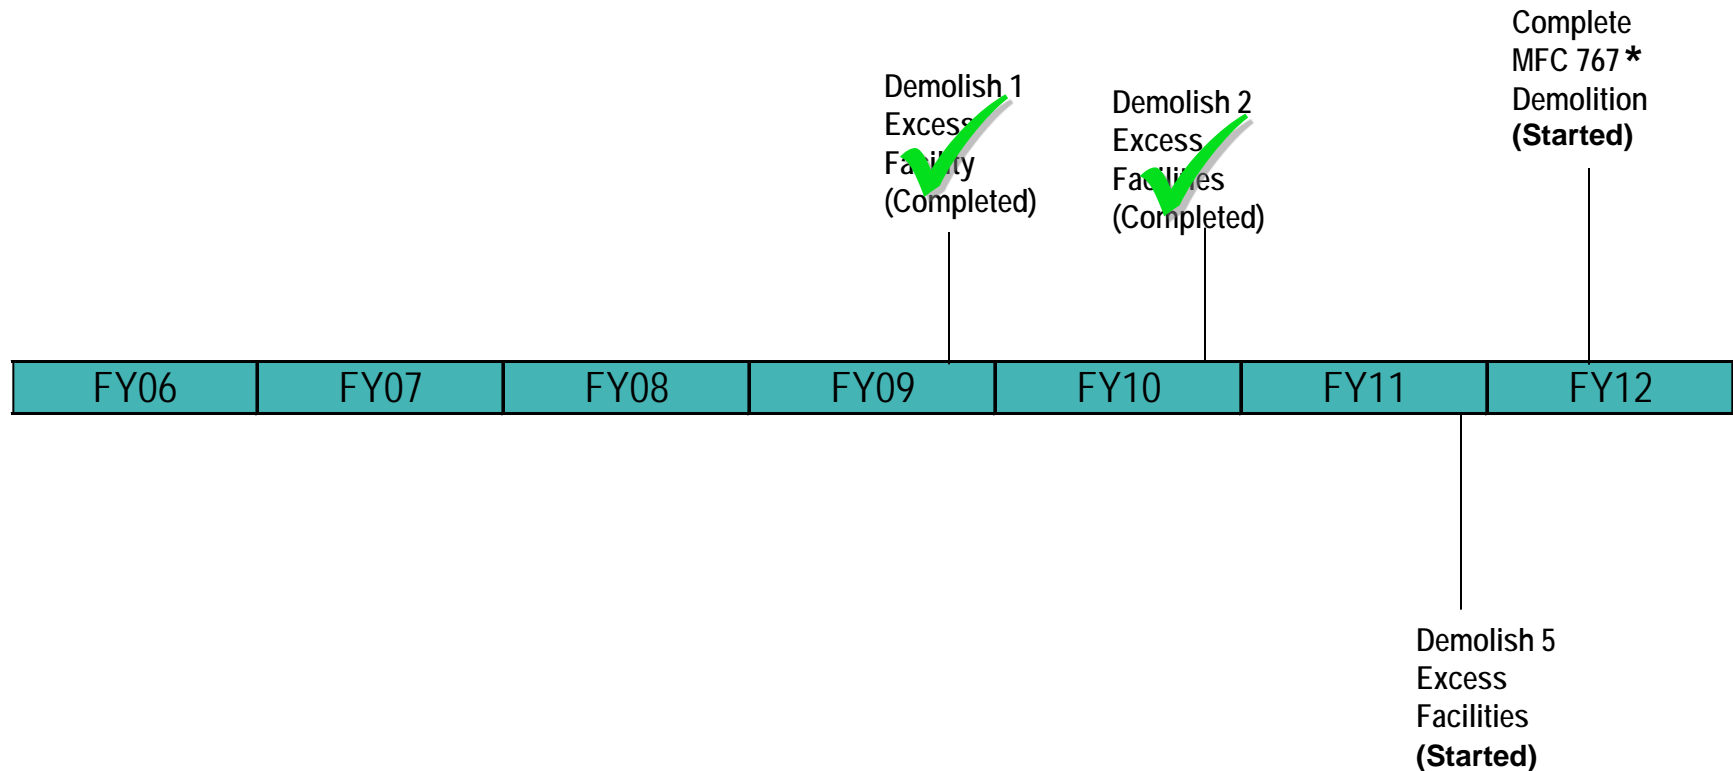 Complete
MFC 767 *
Demolition
(Started)
Demolish 1
Excess
Facility
(Completed)
Demolish 2
Excess
Facilities
(Completed)
FY06 FY07 FY08 FY09 FY10 FY11 FY12
Demolish 5
Excess
Facilities
(Started)